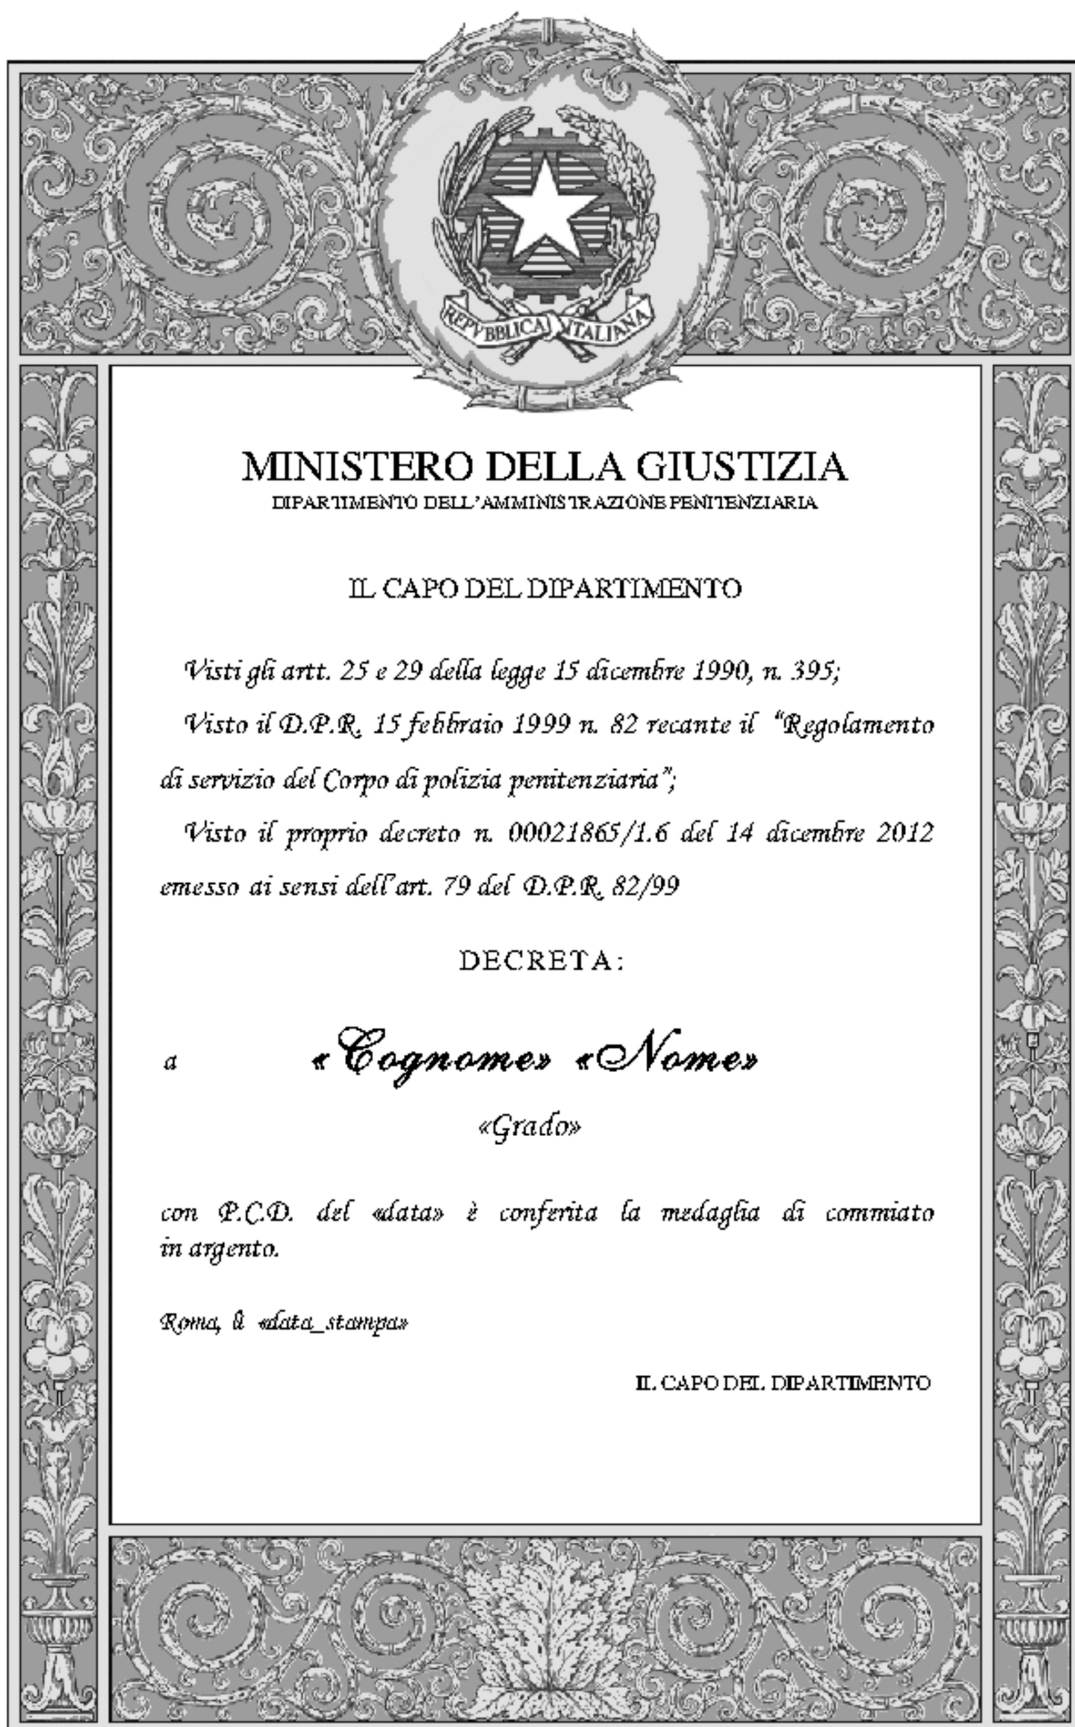 REPVBBLICA ITALIANA
MINISTERO DELLA GIUSTIZIA
DIPARTIMENTO DELL'AMMINISTRAZIONE PENITENZIARIA
IL CAPO DEL DIPARTIMENTO
Visti gli artt. 25 e 29 della legge 15 dicembre 1990, n. 395;
Visto il D.P.R. 15 febbraio 1999 n. 82 recante il “Regolamento
di servizio del Corpo di polizia penitenziaria”;
Visto il proprio decreto n. 00021865/1.6 del 14 dicembre 2012
emesso ai sensi dell'art. 79 del D.P.R. 82/99
DECRETA:
a «Cognome» «Nome»
«Grado»
con P.C.D. del «data» è conferita la medaglia di commiato
in argento.
Roma, lì «data_stampa»
IL CAPO DEL DIPARTIMENTO